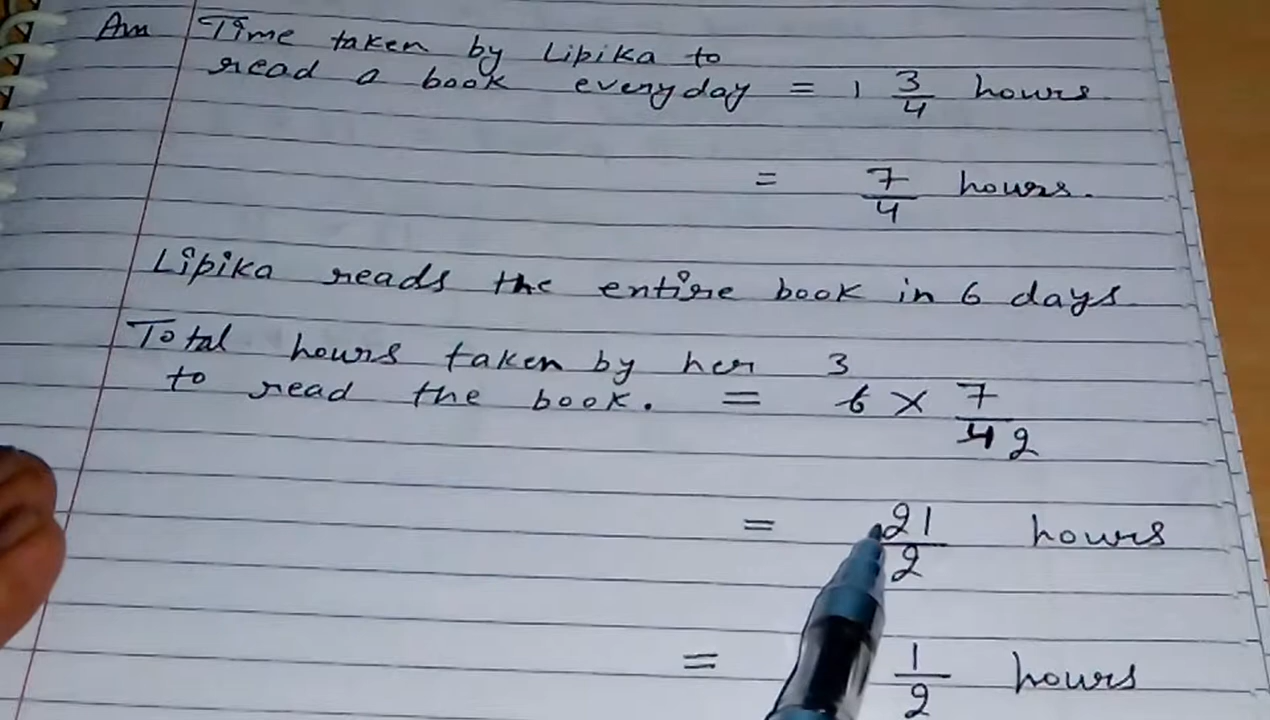 Ans Time taken by Lipika to
read a book everyday = 1 3/4 hours
= 7/4 hours.
Lipika reads the entire book in 6 days
Total hours taken by her 3
to read the book. = 6 × 7/4 2
= 21/2 hours
= 1/2 hours